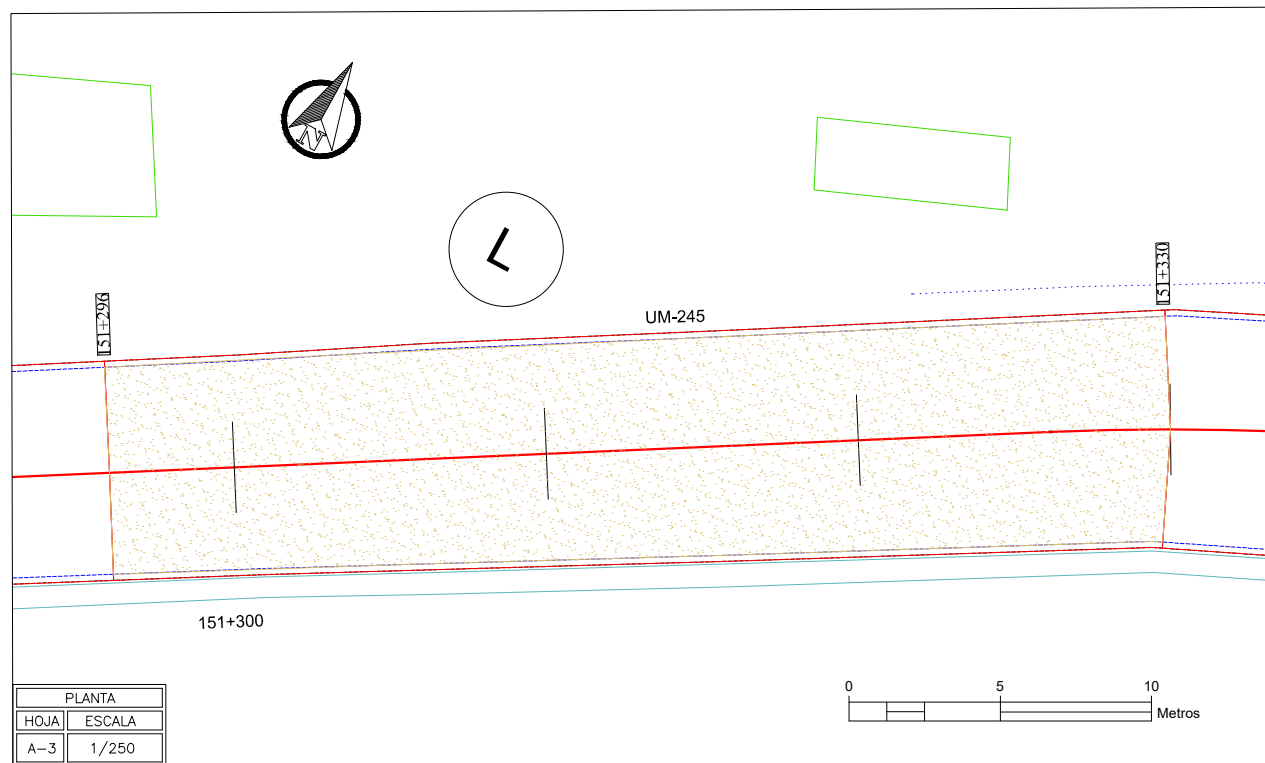 N
L
151+330
151+296
UM-245
151+300
0 5 10
Metros
PLANTA
HOJA ESCALA
A-3 1/250